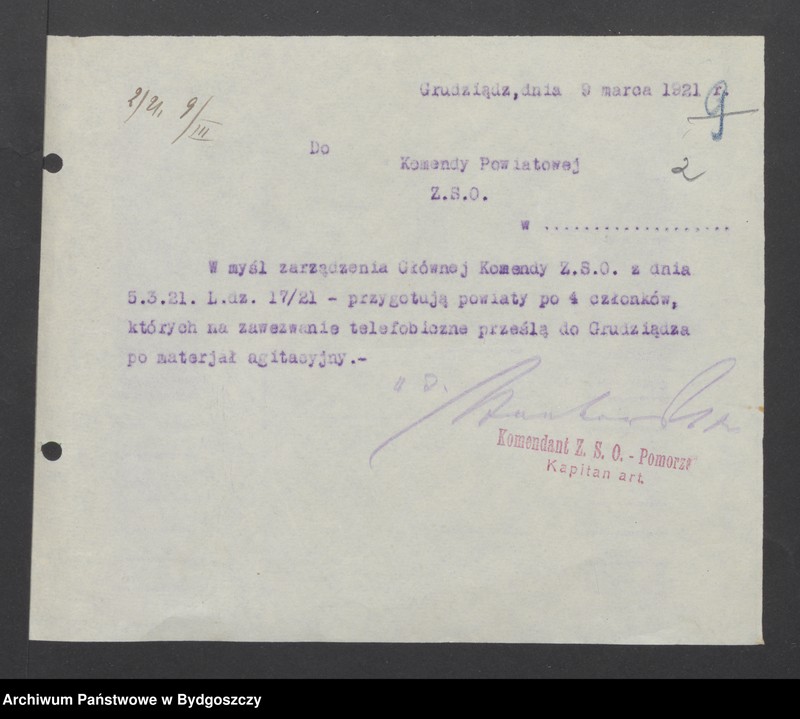 Grudziądz,dnia 9 marca 1921 r.
9
2/21. 9/III
Do
Komendy Powiatowej
2
Z.S.O.
w ...................
W myśl zarządzenia Głównej Komendy Z.S.O. z dnia
5.3.21. L.dz. 17/21 - przygotują powiaty po 4 członków,
których na zawezwanie telefobiczne prześlą do Grudziądza
po materjał agitacyjny.-
Komendant Z. S. O. - Pomorze
Kapitan art.
Archiwum Państwowe w Bydgoszczy